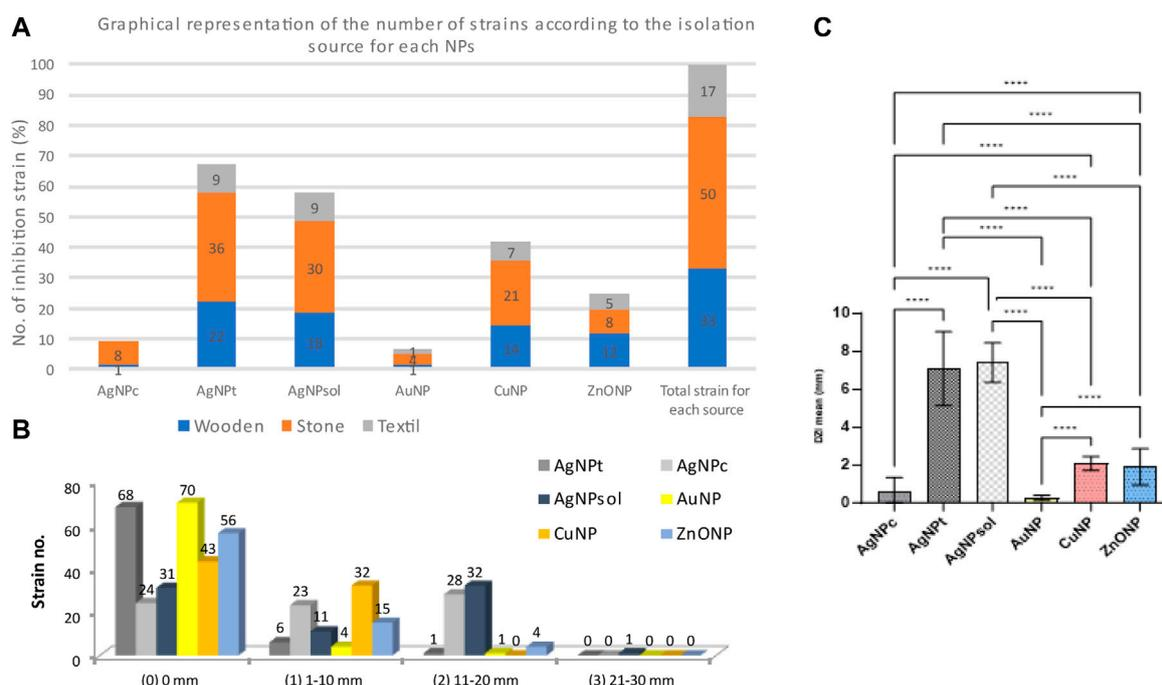 A
Graphical representation of the number of strains according to the isolation
source for each NPs
No. of inhibition strain (%)
100
90
80
70
60
50
40
30
20
10
0
8
1
9
36
22
9
30
18
1
4
1
7
21
14
5
8
12
17
50
33
AgNPc
AgNPt
AgNPsol
AuNP
CuNP
ZnONP
Total strain for
each source
Wooden
Stone
Textil
B
Strain no.
80
60
40
20
0
68
24
31
70
43
56
6
23
11
4
32
15
1
28
32
1
0
4
0
0
1
0
0
0
(0) 0 mm
(1) 1-10 mm
(2) 11-20 mm
(3) 21-30 mm
AgNPt
AgNPc
AgNPsol
AuNP
CuNP
ZnONP
C
****
****
****
****
****
****
****
****
****
****
****
****
DZI mean (mm)
10
8
6
4
2
0
AgNPc
AgNPt
AgNPsol
AuNP
CuNP
ZnONP